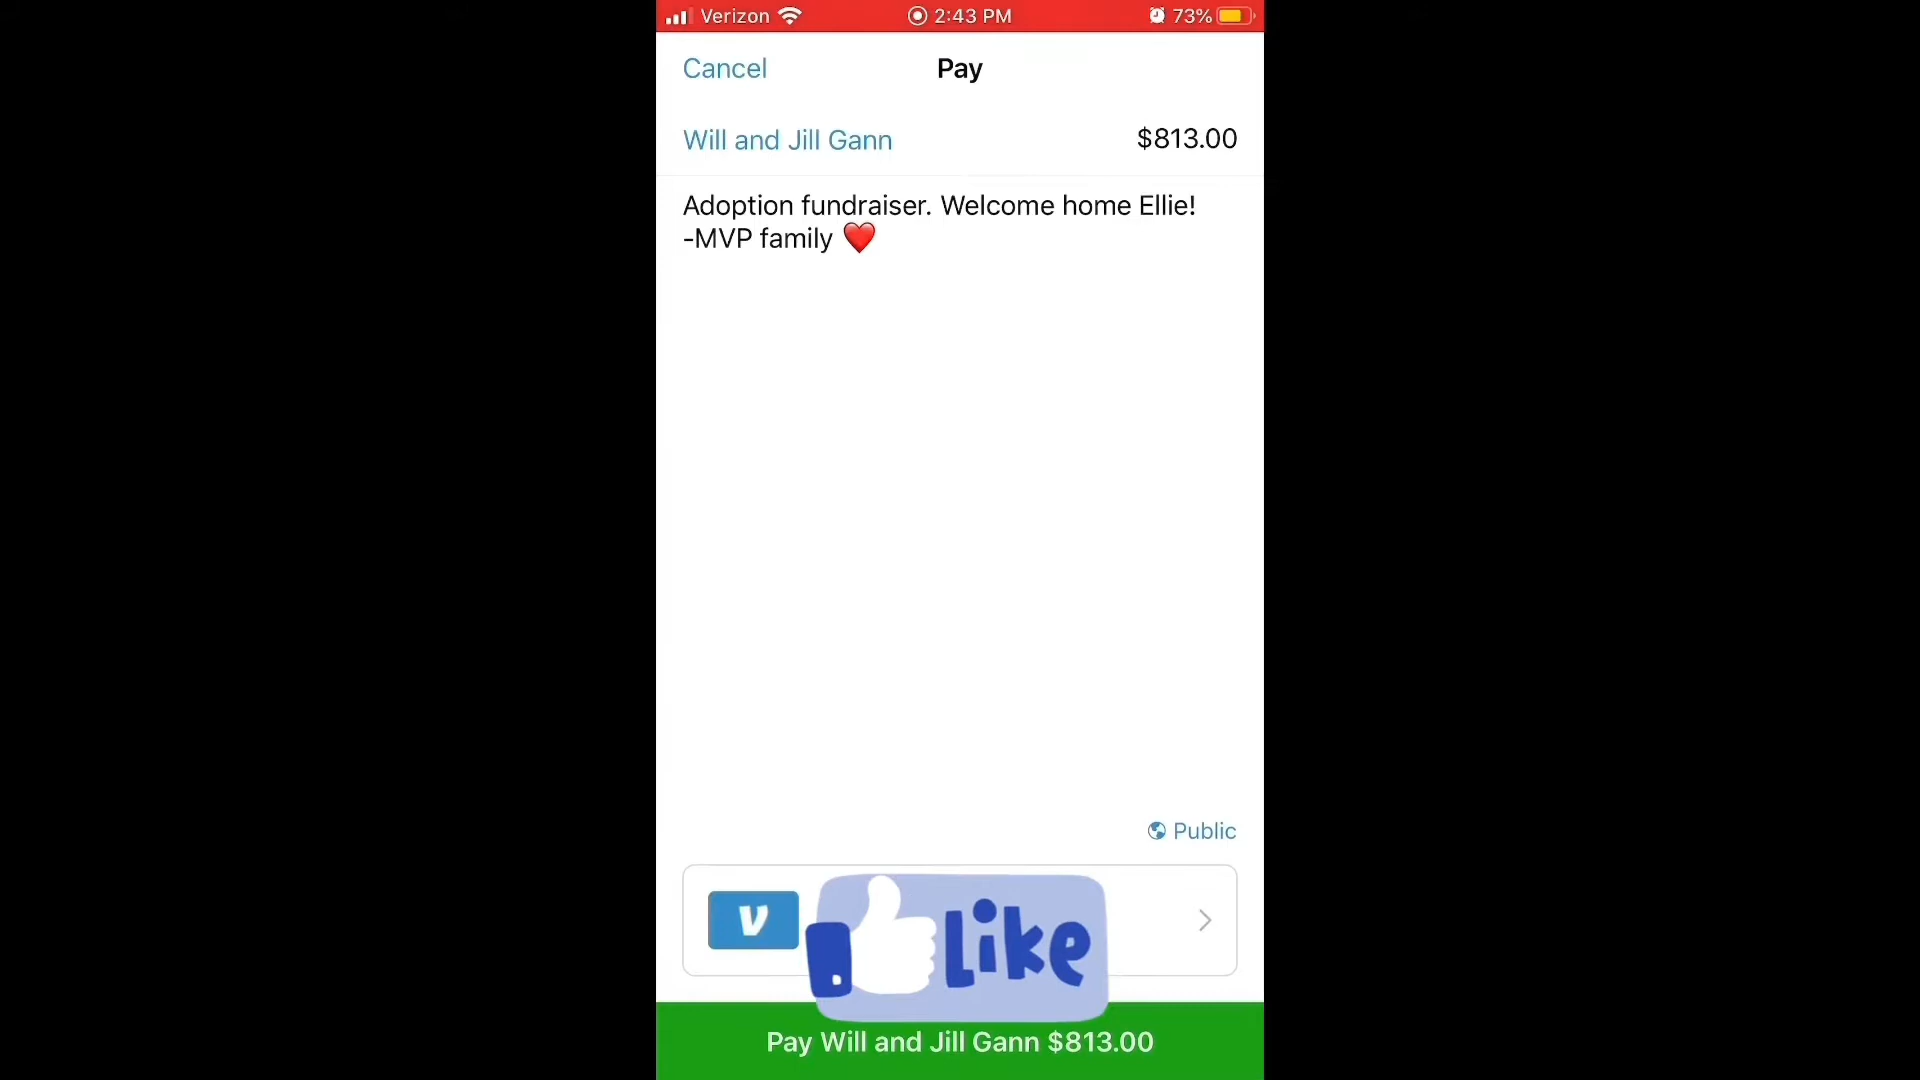 Verizon 2:43 PM 73%
Cancel Pay
Will and Jill Gann $813.00
Adoption fundraiser. Welcome home Ellie!
-MVP family ❤️
Public
V Like
Pay Will and Jill Gann $813.00